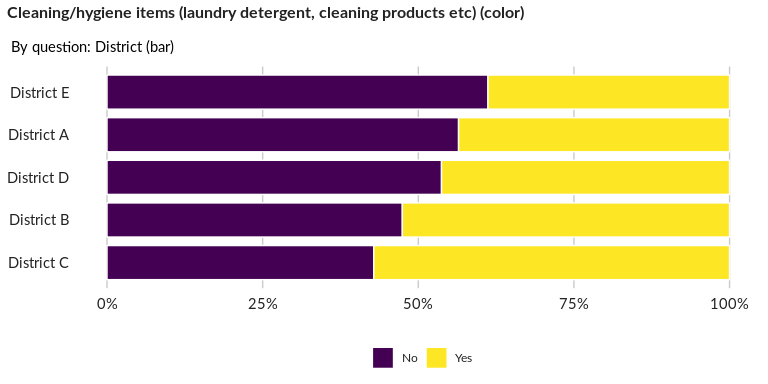 Cleaning/hygiene items (laundry detergent, cleaning products etc) (color)
By question: District (bar)
District E
District A
District D
District B
District C
0% 25% 50% 75% 100%
No Yes